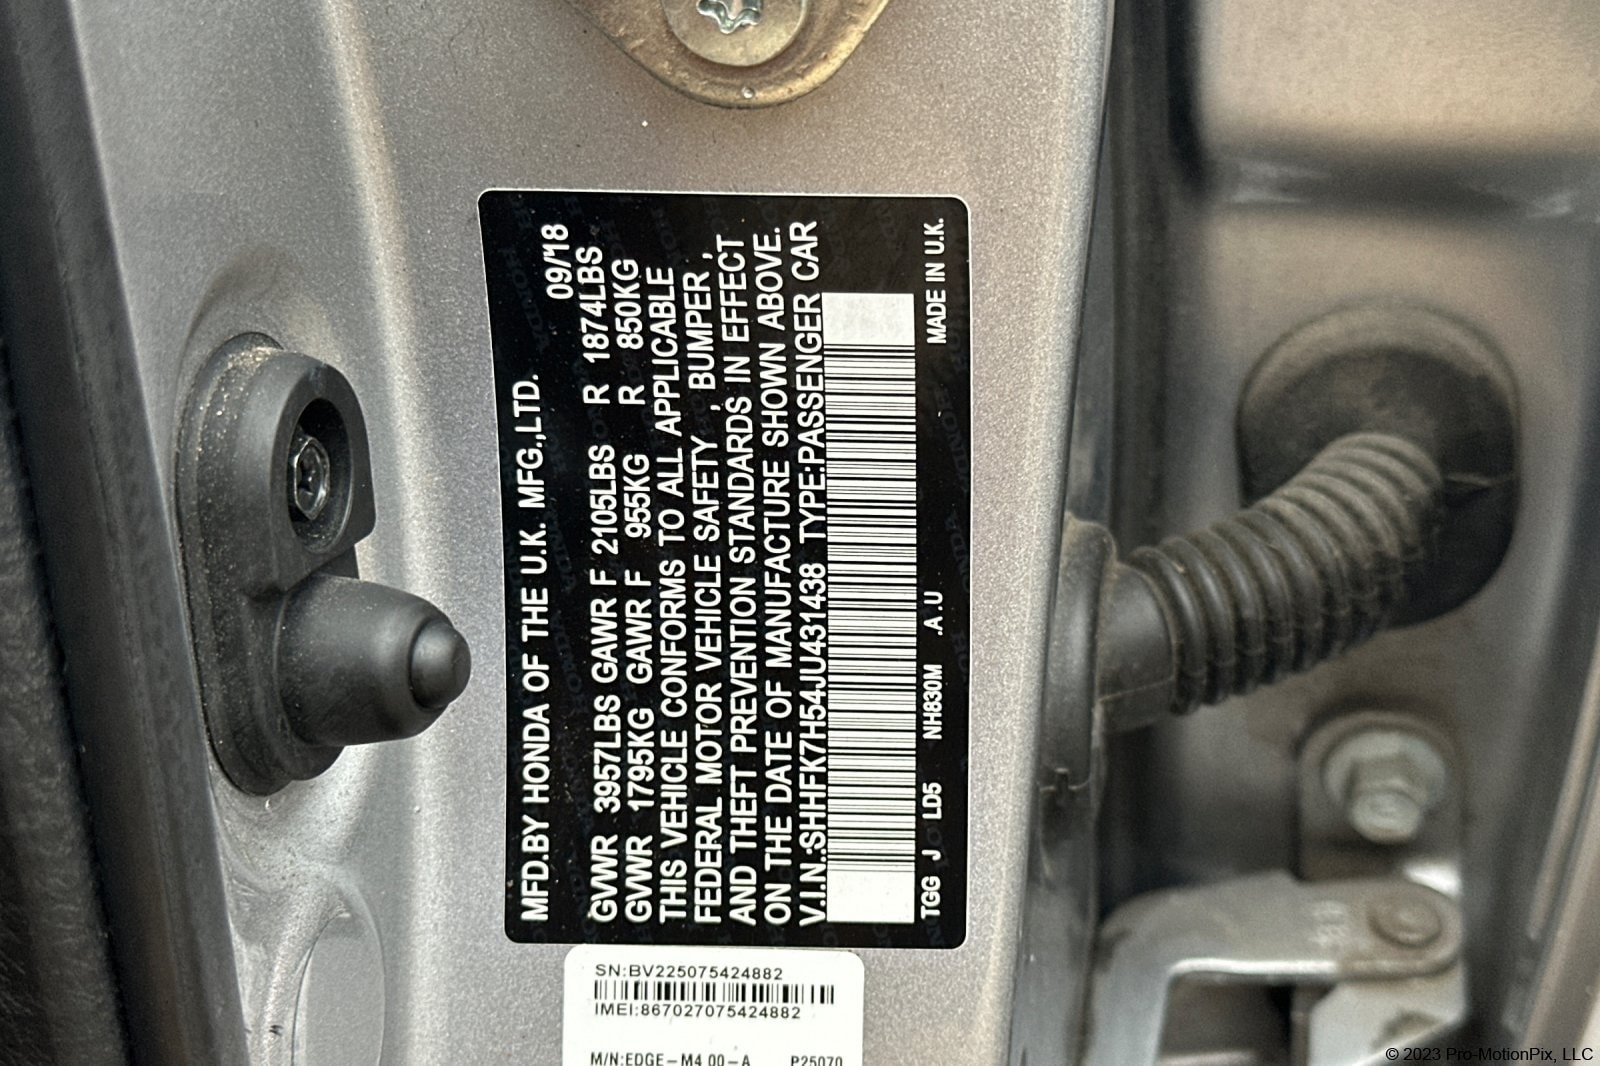 MFD.BY HONDA OF THE U.K. MFG.,LTD.
09/18
GVWR 3957LBS GAWR F 2105LBS R 1874LBS
GVWR 1795KG GAWR F 955KG R 850KG
THIS VEHICLE CONFORMS TO ALL APPLICABLE
FEDERAL MOTOR VEHICLE SAFETY , BUMPER ,
AND THEFT PREVENTION STANDARDS IN EFFECT
ON THE DATE OF MANUFACTURE SHOWN ABOVE.
V.I.N.:SHHFK7H54JU431438 TYPE:PASSENGER CAR
TGG J LD5 NH830M .A .U MADE IN U.K.
SN:BV225075424882
IMEI:867027075424882
M/N:EDGE-M4 00-A P25070
© 2023 Pro-MotionPix, LLC